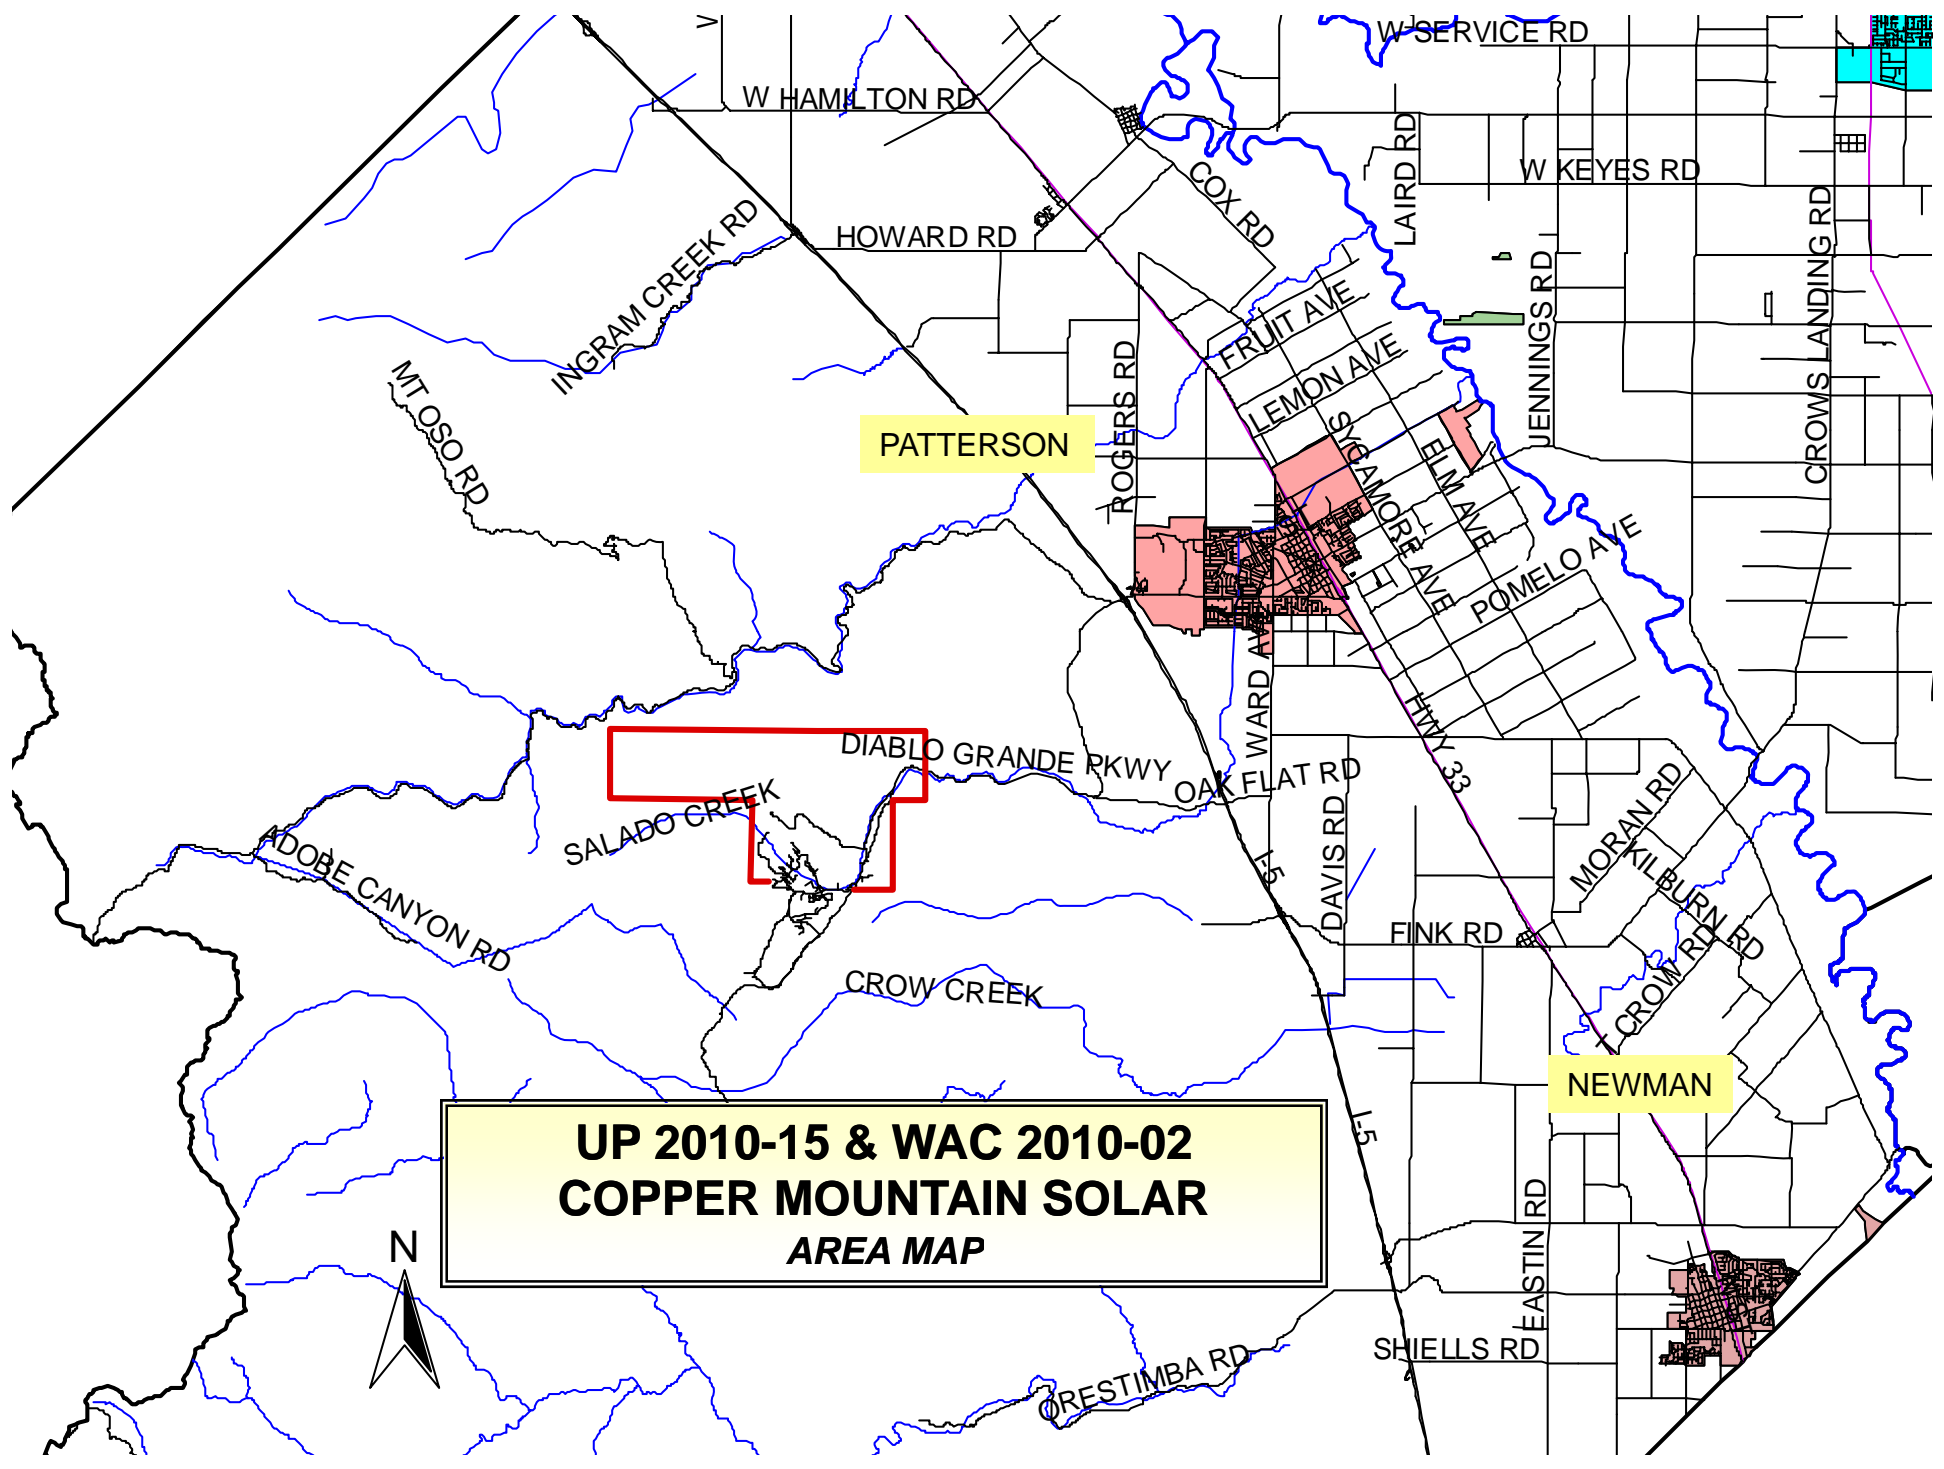 W SERVICE RD
W HAMILTON RD
LAIRD RD
W KEYES RD
COX RD
HOWARD RD
INGRAM CREEK RD
CROWS LANDING RD
JENNINGS RD
FRUIT AVE
LEMON AVE
ROGERS RD
MT OSO RD
PATTERSON
SYCAMORE AVE
ELM AVE
POMELO AVE
WARD AVE
HWY 33
DIABLO GRANDE PKWY
OAK FLAT RD
SALADO CREEK
ADOBE CANYON RD
DAVIS RD
MORAN RD
KILBURN RD
I-5
FINK RD
CROW RD
CROW CREEK
NEWMAN
I-5
UP 2010-15 & WAC 2010-02
COPPER MOUNTAIN SOLAR
AREA MAP
N
EASTIN RD
SHIELLS RD
ORESTIMBA RD